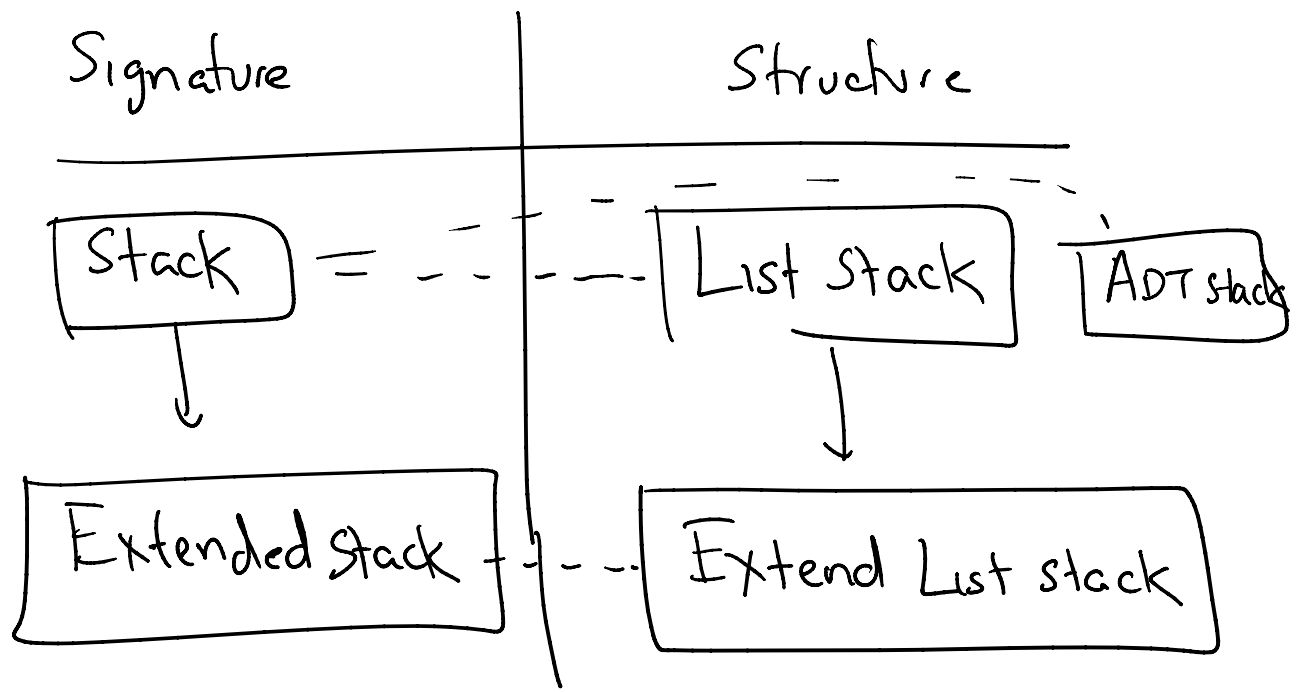 Signature
Structure
Stack
List Stack
ADT stack
Extended stack
Extend List stack